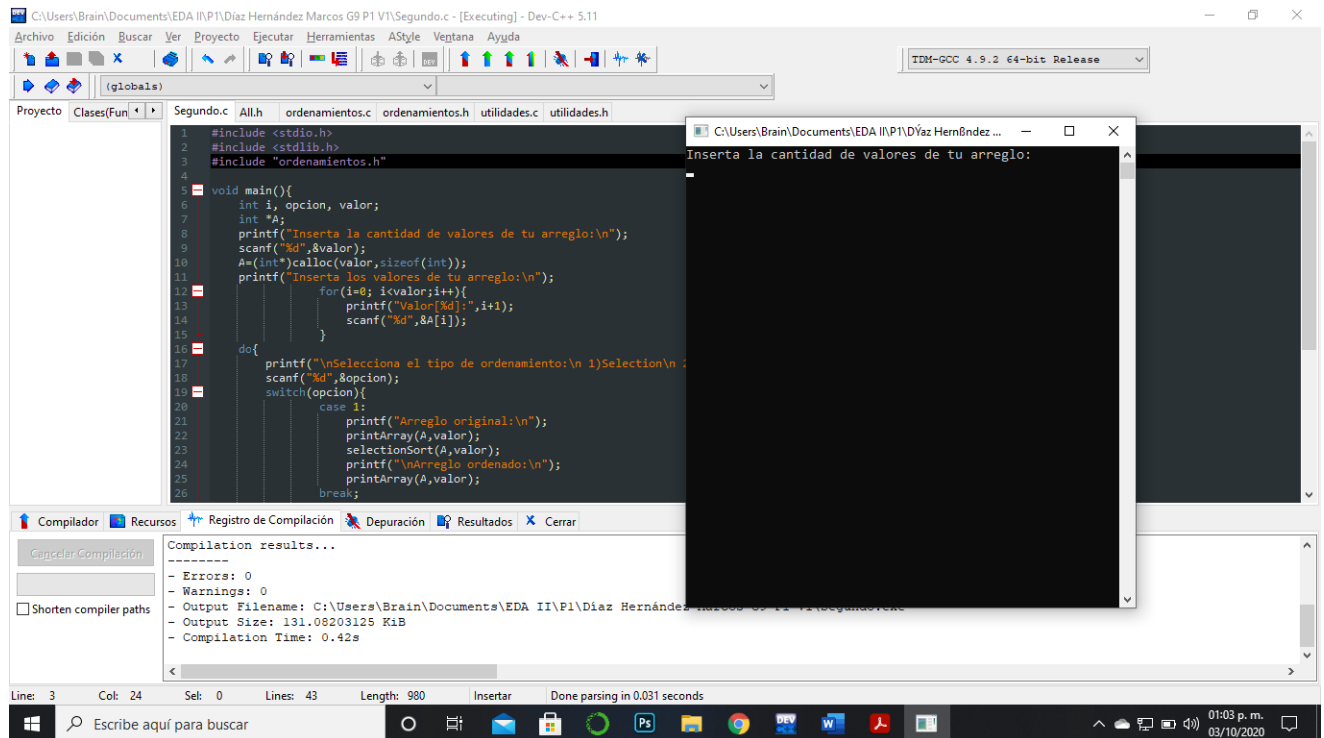 C:\Users\Brain\Documents\EDA II\P1\Díaz Hernández Marcos G9 P1 V1\Segundo.c - [Executing] - Dev-C++ 5.11
Archivo Edición Buscar Ver Proyecto Ejecutar Herramientas AStyle Ventana Ayuda
TDM-GCC 4.9.2 64-bit Release
(globals)
Proyecto Clases(Fun
Segundo.c All.h ordenamientos.c ordenamientos.h utilidades.c utilidades.h
1 #include <stdio.h>
2 #include <stdlib.h>
3 #include "ordenamientos.h"
4
5 void main(){
6 int i, opcion, valor;
7 int *A;
8 printf("Inserta la cantidad de valores de tu arreglo:\n");
9 scanf("%d",&valor);
10 A=(int*)calloc(valor,sizeof(int));
11 printf("Inserta los valores de tu arreglo:\n");
12 for(i=0; i<valor;i++){
13 printf("Valor[%d]:",i+1);
14 scanf("%d",&A[i]);
15 }
16 do{
17 printf("\nSelecciona el tipo de ordenamiento:\n 1)Selection\n
18 scanf("%d",&opcion);
19 switch(opcion){
20 case 1:
21 printf("Arreglo original:\n");
22 printArray(A,valor);
23 selectionSort(A,valor);
24 printf("\nArreglo ordenado:\n");
25 printArray(A,valor);
26 break;
C:\Users\Brain\Documents\EDA II\P1\DÝaz Hernßndez ...
Inserta la cantidad de valores de tu arreglo:
Compilador Recursos Registro de Compilación Depuración Resultados Cerrar
Cancelar Compilación
Shorten compiler paths
Compilation results...
--------
- Errors: 0
- Warnings: 0
- Output Filename: C:\Users\Brain\Documents\EDA II\P1\Díaz Hernández Marcos G9 P1 V1\Segundo.exe
- Output Size: 131.08203125 KiB
- Compilation Time: 0.42s
Line: 3 Col: 24 Sel: 0 Lines: 43 Length: 980 Insertar Done parsing in 0.031 seconds
Escribe aquí para buscar
Ps
DEV
W
01:03 p. m.
03/10/2020